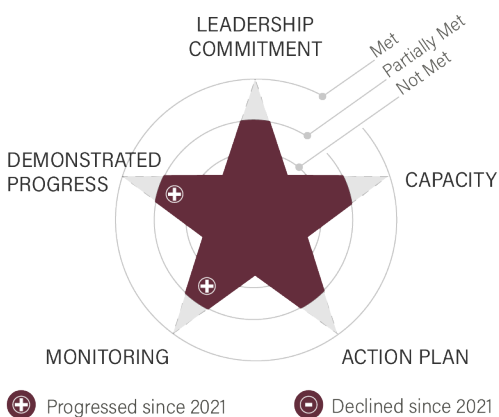 LEADERSHIP
COMMITMENT
Met
Partially Met
Not Met
DEMONSTRATED
PROGRESS
CAPACITY
MONITORING
ACTION PLAN
Progressed since 2021
Declined since 2021